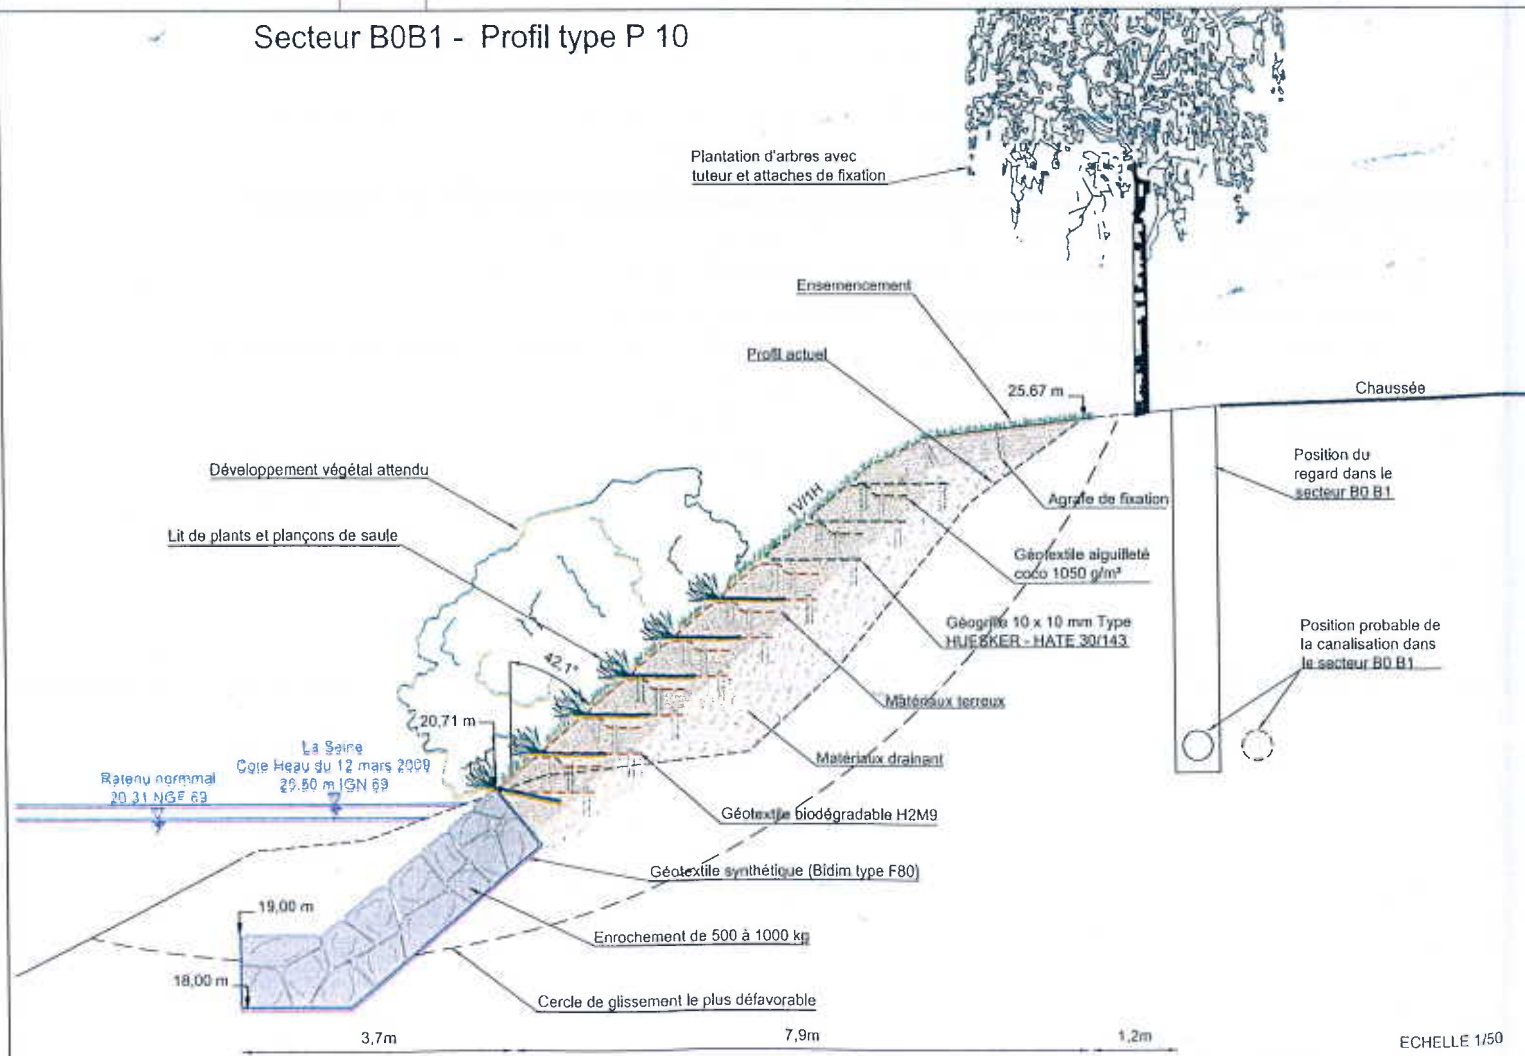 Secteur B0B1 - Profil type P 10
Plantation d'arbres avec
tuteur et attaches de fixation
Ensemencement
Profil actuel
25.67 m
Chaussée
Développement végétal attendu
1V/1H
Agrafe de fixation
Position du
regard dans le
secteur B0 B1
Lit de plants et plançons de saule
Géotextile aiguilleté
coco 1050 g/m²
Géogrille 10 x 10 mm Type
HUESKER - HATE 30/143
Position probable de
la canalisation dans
le secteur B0 B1
42,1°
Matériaux terreux
20,71 m
Matériaux drainant
La Seine
Cote Heau du 12 mars 2009
20.50 m IGN 69
Retenu normmal
20.31 NGF 69
Géotextile biodégradable H2M9
Géotextile synthétique (Bidim type F80)
19,00 m
Enrochement de 500 à 1000 kg
18,00 m
Cercle de glissement le plus défavorable
3,7m
7,9m
1,2m
ECHELLE 1/50